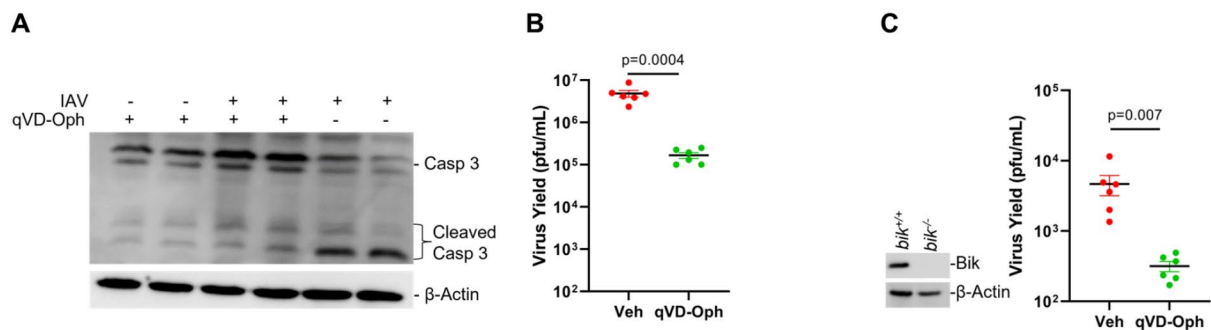 A
IAV - - + + + +
qVD-Oph + + + + - -
Casp 3
Cleaved
Casp 3
β-Actin
B
p=0.0004
Virus Yield (pfu/mL)
10⁷
10⁶
10⁵
10⁴
10³
10²
Veh qVD-Oph
C
bik+/+ bik-/-
-Bik
-β-Actin
p=0.007
Virus Yield (pfu/mL)
10⁵
10⁴
10³
10²
Veh qVD-Oph